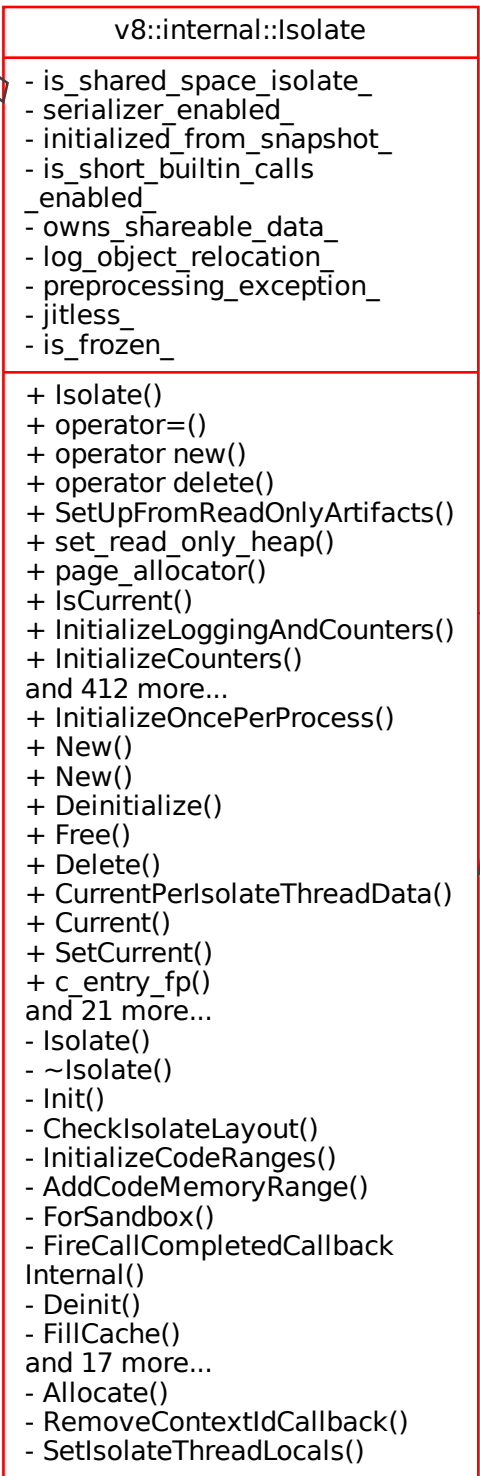 v8::internal::Isolate
- is_shared_space_isolate_
- serializer_enabled_
- initialized_from_snapshot_
- is_short_builtin_calls
_enabled_
- owns_shareable_data_
- log_object_relocation_
- preprocessing_exception_
- jitless_
- is_frozen_
+ Isolate()
+ operator=()
+ operator new()
+ operator delete()
+ SetUpFromReadOnlyArtifacts()
+ set_read_only_heap()
+ page_allocator()
+ IsCurrent()
+ InitializeLoggingAndCounters()
+ InitializeCounters()
and 412 more...
+ InitializeOncePerProcess()
+ New()
+ New()
+ Deinitialize()
+ Free()
+ Delete()
+ CurrentPerIsolateThreadData()
+ Current()
+ SetCurrent()
+ c_entry_fp()
and 21 more...
- Isolate()
- ~Isolate()
- Init()
- CheckIsolateLayout()
- InitializeCodeRanges()
- AddCodeMemoryRange()
- ForSandbox()
- FireCallCompletedCallback
Internal()
- Deinit()
- FillCache()
and 17 more...
- Allocate()
- RemoveContextIdCallback()
- SetIsolateThreadLocals()